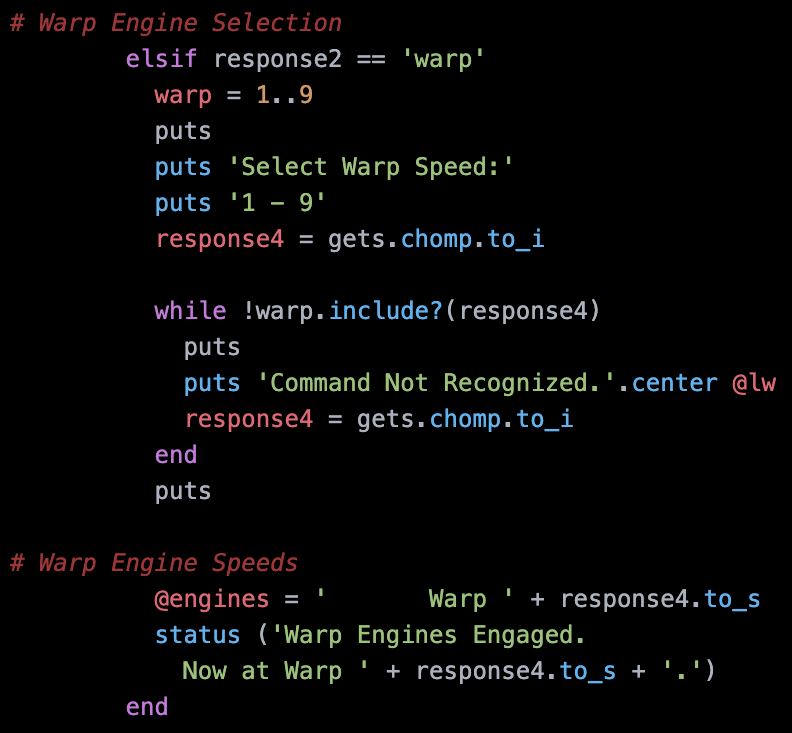 # Warp Engine Selection
        elsif response2 == 'warp'
          warp = 1..9
          puts
          puts 'Select Warp Speed:'
          puts '1 - 9'
          response4 = gets.chomp.to_i

          while !warp.include?(response4)
            puts
            puts 'Command Not Recognized.'.center @lw
            response4 = gets.chomp.to_i
          end
          puts

# Warp Engine Speeds
          @engines = '       Warp ' + response4.to_s
          status ('Warp Engines Engaged.
            Now at Warp ' + response4.to_s + '.')
        end